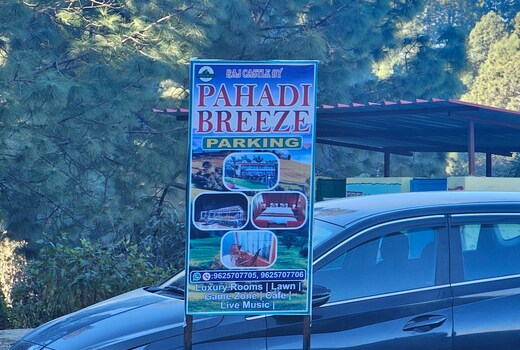 RAJ CASTLE BY
PAHADI
BREEZE
PARKING
:9625707705, 9625707706
Luxury Rooms | Lawn |
Game Zone | Cafe |
Live Music |